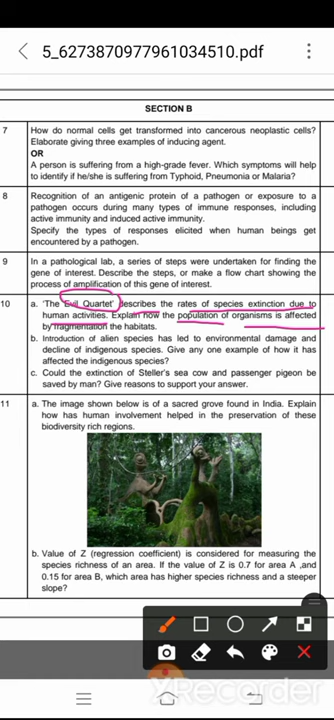 5_6273870977961034510.pdf
SECTION B
7
How do normal cells get transformed into cancerous neoplastic cells?
Elaborate giving three examples of inducing agent.
OR
A person is suffering from a high-grade fever. Which symptoms will help
to identify if he/she is suffering from Typhoid, Pneumonia or Malaria?
8
Recognition of an antigenic protein of a pathogen or exposure to a
pathogen occurs during many types of immune responses, including
active immunity and induced active immunity.
Specify the types of responses elicited when human beings get
encountered by a pathogen.
9
In a pathological lab, a series of steps were undertaken for finding the
gene of interest. Describe the steps, or make a flow chart showing the
process of amplification of this gene of interest.
10
a. 'The 'Evil Quartet' describes the rates of species extinction due to
human activities. Explain how the population of organisms is affected
by fragmentation the habitats.
b. Introduction of alien species has led to environmental damage and
decline of indigenous species. Give any one example of how it has
affected the indigenous species?
c. Could the extinction of Steller's sea cow and passenger pigeon be
saved by man? Give reasons to support your answer.
11
a. The image shown below is of a sacred grove found in India. Explain
how has human involvement helped in the preservation of these
biodiversity rich regions.
b. Value of Z (regression coefficient) is considered for measuring the
species richness of an area. If the value of Z is 0.7 for area A ,and
0.15 for area B, which area has higher species richness and a steeper
slope?
XRecorder